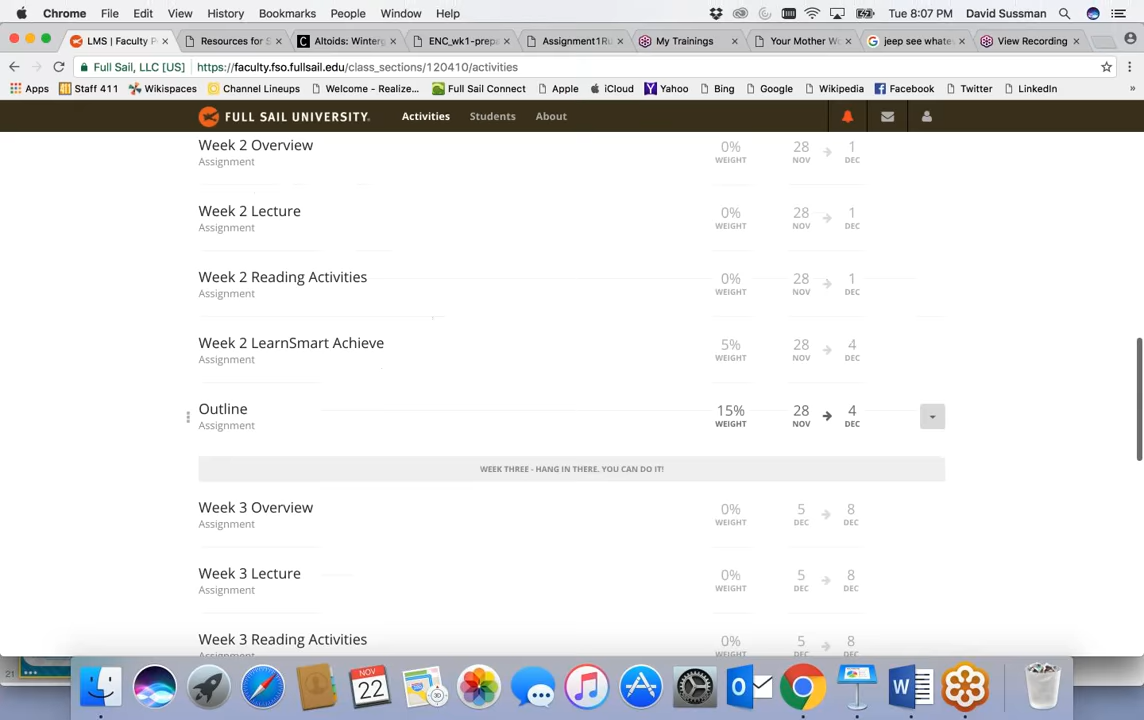 Chrome File Edit View History Bookmarks People Window Help Tue 8:07 PM David Sussman
LMS | Faculty P Resources for S Altoids: Winterg ENC_wk1-prepa Assignment1Ru My Trainings Your Mother Wo jeep see whate View Recording
Full Sail, LLC [US] https://faculty.fso.fullsail.edu/class_sections/120410/activities
Apps Staff 411 Wikispaces Channel Lineups Welcome - Realize... Full Sail Connect Apple iCloud Yahoo Bing Google Wikipedia Facebook Twitter LinkedIn »
FULL SAIL UNIVERSITY. Activities Students About
Week 2 Overview 0% 28 1
Assignment WEIGHT NOV DEC
Week 2 Lecture 0% 28 1
Assignment WEIGHT NOV DEC
Week 2 Reading Activities 0% 28 1
Assignment WEIGHT NOV DEC
Week 2 LearnSmart Achieve 5% 28 4
Assignment WEIGHT NOV DEC
Outline 15% 28 4
Assignment WEIGHT NOV DEC
WEEK THREE - HANG IN THERE. YOU CAN DO IT!
Week 3 Overview 0% 5 8
Assignment WEIGHT DEC DEC
Week 3 Lecture 0% 5 8
Assignment WEIGHT DEC DEC
Week 3 Reading Activities 0% 5 8
21
NOV
22
30